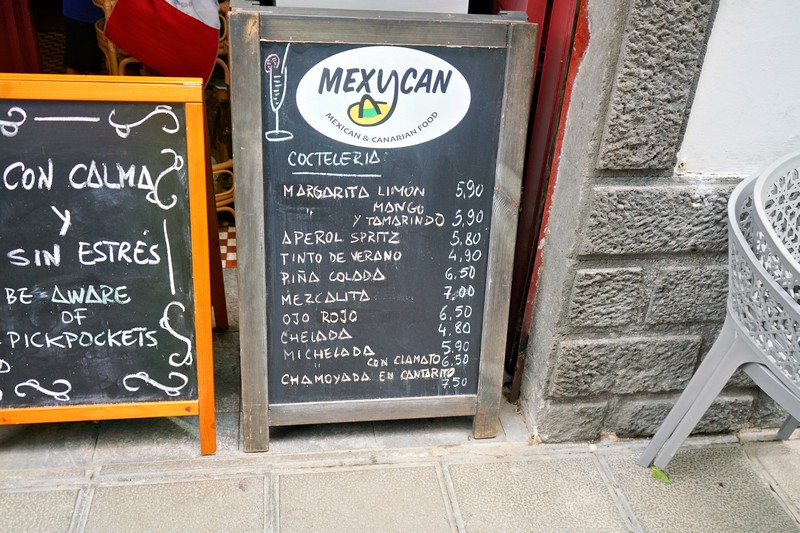 CON CALMA
Y
SIN ESTRÉS
BE AWARE
OF
PICKPOCKETS
MEXYCAN
MEXICAN & CANARIAN FOOD
COCTELERIA:
MARGARITA LIMÓN 5,90
" MANGO
Y TAMARINDO 5,90
APEROL SPRITZ 5.80
TINTO DE VERANO 4,90
PIÑA COLADA 6.50
MEZCALITA 7,00
OJO ROJO 6,50
CHELADA 4,80
MICHELADA 5,90
" CON CLAMATO 6,50
CHAMOYADA EN CANTARITO
7,50